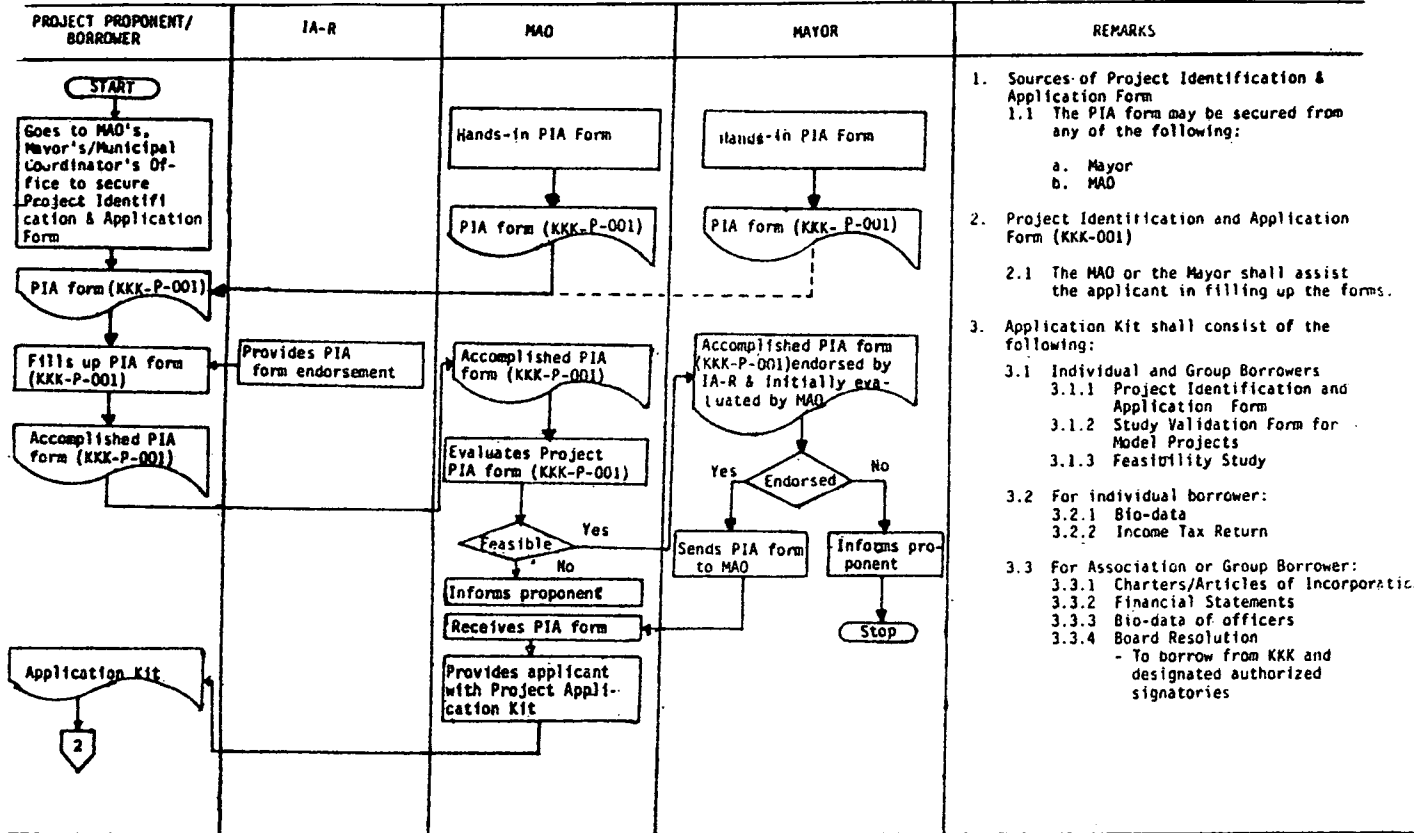 PROJECT PROPONENT/
BORROWER
IA-R
MAO
MAYOR
REMARKS
START
Goes to MAO's,
Mayor's/Municipal
Coordinator's Of-
fice to secure
Project Identifi
cation & Application
Form
PIA form (KKK-P-001)
Fills up PIA form
(KKK-P-001)
Accomplished PIA
form (KKK-P-001)
Application Kit
2
Provides PIA
form endorsement
Hands-in PIA Form
PIA form (KKK-P-001)
Accomplished PIA
form (KKK-P-001)
Evaluates Project
PIA form (KKK-P-001)
Feasible
Yes
No
Informs proponent
Receives PIA form
Provides applicant
with Project Appli-
cation Kit
Hands-in PIA Form
PIA form (KKK- P-001)
Accomplished PIA form
(KKK-P-001)endorsed by
IA-R & initially eva-
luated by MAO
Yes
Endorsed
No
Sends PIA form
to MAO
Informs pro-
ponent
Stop
1. Sources of Project Identification &
Application Form
1.1 The PIA form may be secured from
any of the following:
a. Mayor
b. MAO
2. Project Identification and Application
Form (KKK-001)
2.1 The MAO or the Mayor shall assist
the applicant in filling up the forms.
3. Application Kit shall consist of the
following:
3.1 Individual and Group Borrowers
3.1.1 Project Identification and
Application Form
3.1.2 Study Validation Form for
Model Projects
3.1.3 Feasibility Study
3.2 For individual borrower:
3.2.1 Bio-data
3.2.2 Income Tax Return
3.3 For Association or Group Borrower:
3.3.1 Charters/Articles of Incorporatic
3.3.2 Financial Statements
3.3.3 Bio-data of officers
3.3.4 Board Resolution
- To borrow from KKK and
designated authorized
signatories